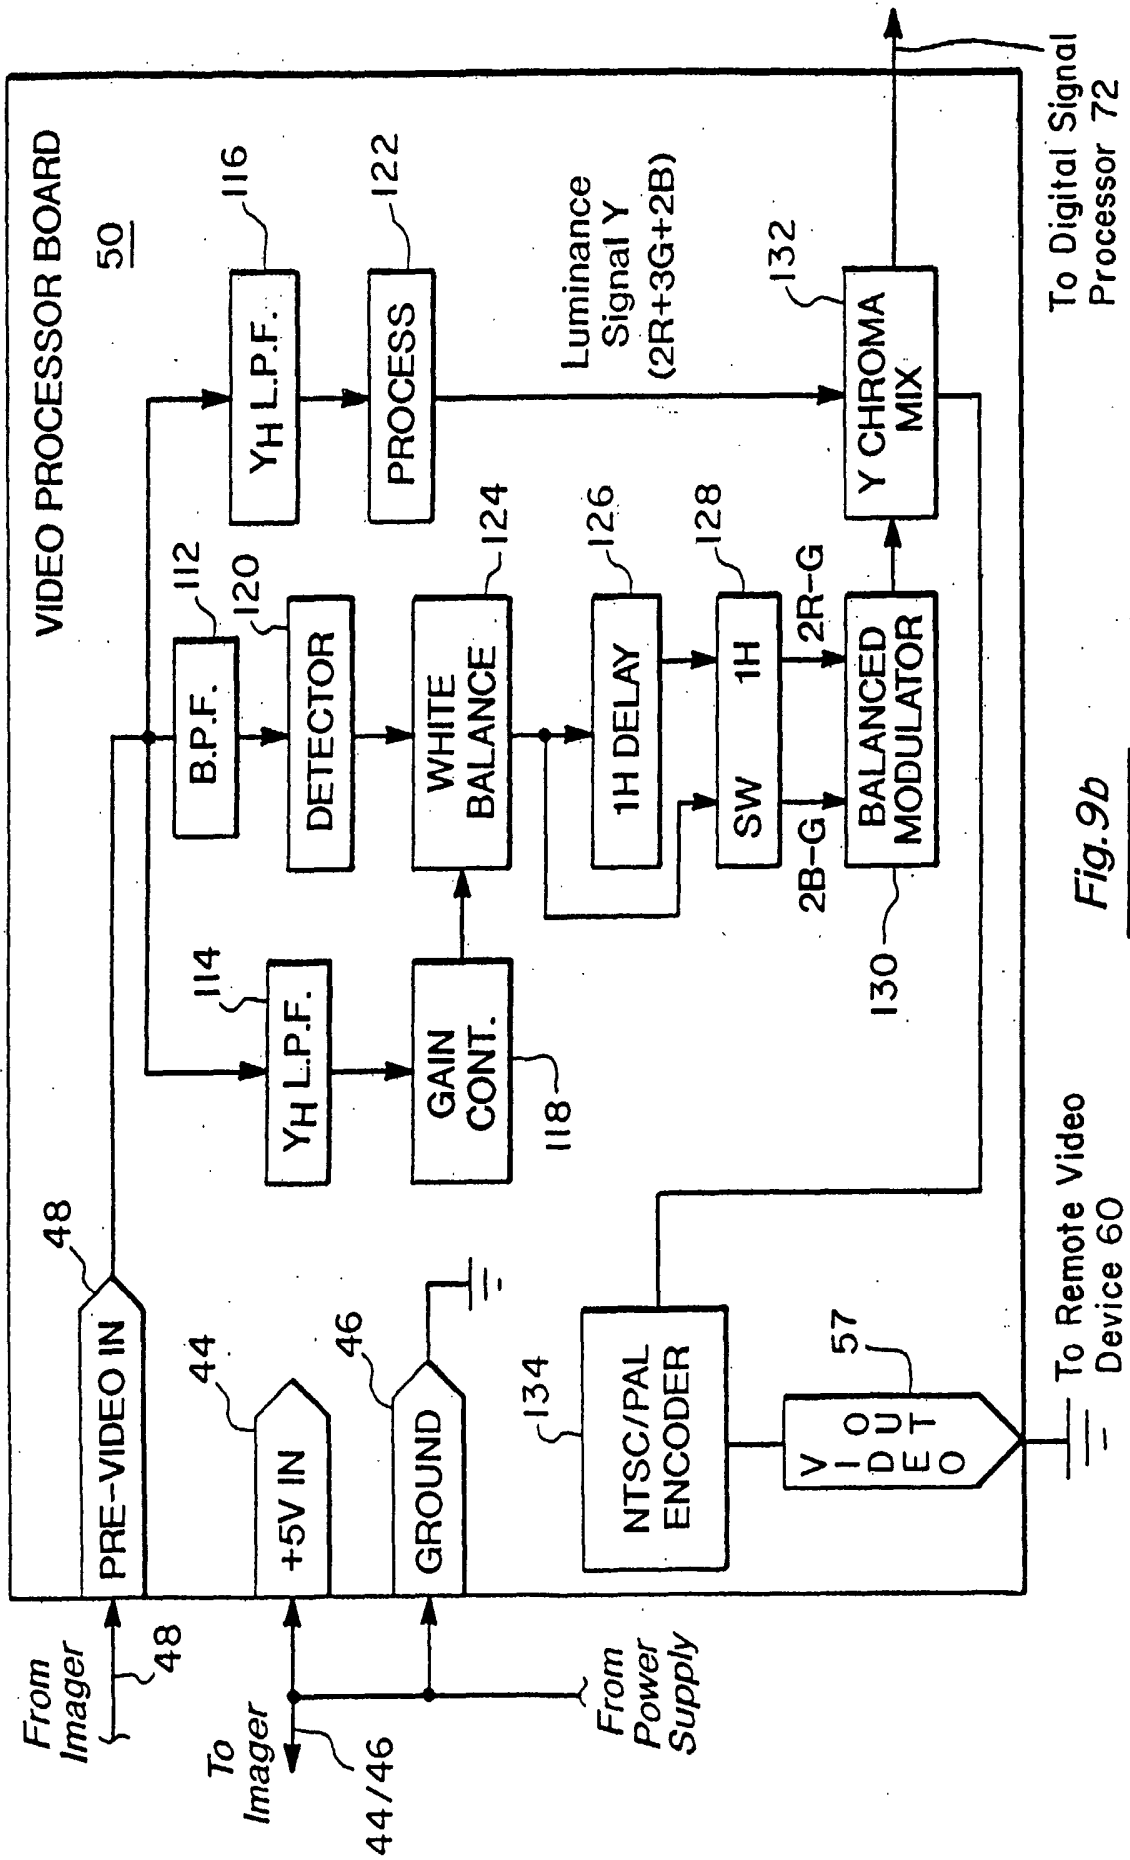 VIDEO PROCESSOR BOARD
50
From
Imager
48
PRE-VIDEO IN
48
To
Imager
44/46
+5V IN
44
GROUND
46
From
Power
Supply
114
YH L.P.F.
GAIN
CONT.
118
112
B.P.F.
120
DETECTOR
WHITE
BALANCE
124
116
YH L.P.F.
122
PROCESS
Luminance
Signal Y
(2R+3G+2B)
1H DELAY
126
SW 1H
128
2B-G
2R-G
BALANCED
MODULATOR
130
Y CHROMA
MIX
132
134
NTSC/PAL
ENCODER
VIDEO
OUT
57
To Remote Video
Device 60
To Digital Signal
Processor 72
Fig.9b